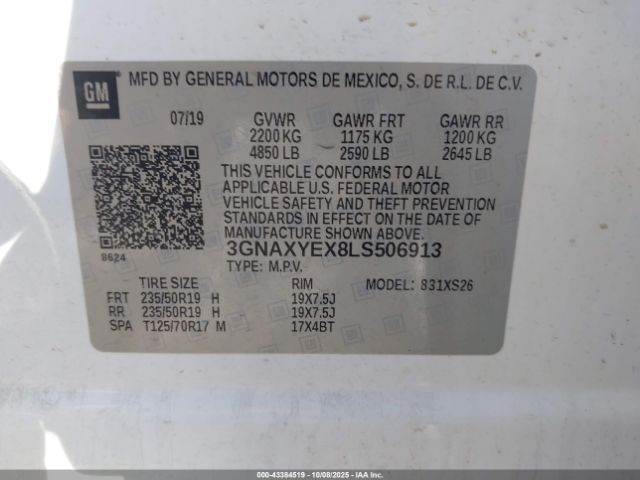 GM MFD BY GENERAL MOTORS DE MEXICO, S. DE R.L. DE C.V.
07/19 GVWR GAWR FRT GAWR RR
2200 KG 1175 KG 1200 KG
4850 LB 2590 LB 2645 LB
THIS VEHICLE CONFORMS TO ALL
APPLICABLE U.S. FEDERAL MOTOR
VEHICLE SAFETY AND THEFT PREVENTION
STANDARDS IN EFFECT ON THE DATE OF
MANUFACTURE SHOWN ABOVE.
3GNAXYEX8LS506913
8624 TYPE: M.P.V.
TIRE SIZE RIM MODEL: 831XS26
FRT 235/50R19 H 19X7.5J
RR 235/50R19 H 19X7.5J
SPA T125/70R17 M 17X4BT
000-43384519 | 10/08/2025 - IAAI.COM